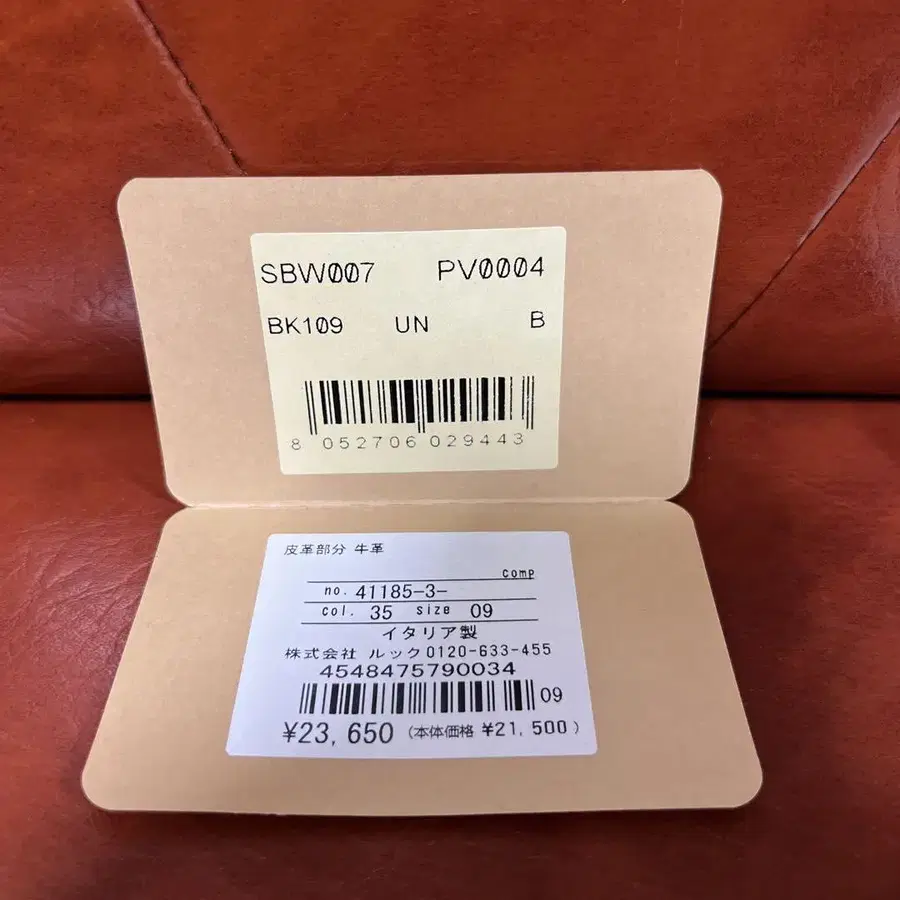 SBW007 PV0004
BK109 UN B
8 052706 029443
皮革部分 牛革
comp
no. 41185-3-
col. 35 size 09
イタリア製
株式会社 ルック 0120-633-455
4548475790034
09
¥23,650 (本体価格 ¥21,500)